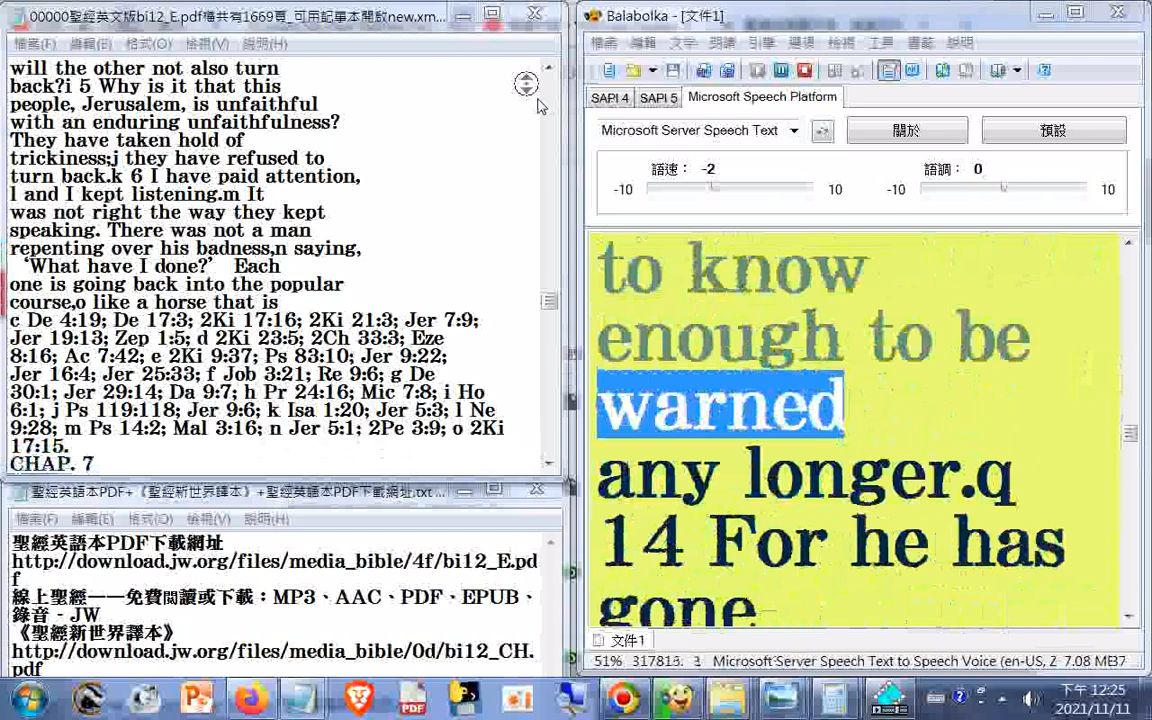 00000聖經英文版bi12_E.pdf檔共有1669頁_可用記事本開啟new.xm...
檔案(F) 編輯(E) 格式(O) 檢視(V) 說明(H)
will the other not also turn
back?i 5 Why is it that this
people, Jerusalem, is unfaithful
with an enduring unfaithfulness?
They have taken hold of
trickiness;j they have refused to
turn back.k 6 I have paid attention,
l and I kept listening.m It
was not right the way they kept
speaking. There was not a man
repenting over his badness,n saying,
‘What have I done?’ Each
one is going back into the popular
course,o like a horse that is
c De 4:19; De 17:3; 2Ki 17:16; 2Ki 21:3; Jer 7:9;
Jer 19:13; Zep 1:5; d 2Ki 23:5; 2Ch 33:3; Eze
8:16; Ac 7:42; e 2Ki 9:37; Ps 83:10; Jer 9:22;
Jer 16:4; Jer 25:33; f Job 3:21; Re 9:6; g De
30:1; Jer 29:14; Da 9:7; h Pr 24:16; Mic 7:8; i Ho
6:1; j Ps 119:118; Jer 9:6; k Isa 1:20; Jer 5:3; l Ne
9:28; m Ps 14:2; Mal 3:16; n Jer 5:1; 2Pe 3:9; o 2Ki
17:15.
CHAP. 7
聖經英語本PDF+《聖經新世界譯本》+聖經英語本PDF下載網址.txt ...
檔案(F) 編輯(E) 格式(O) 檢視(V) 說明(H)
聖經英語本PDF下載網址
http://download.jw.org/files/media_bible/4f/bi12_E.pd
f
線上聖經——免費閱讀或下載：MP3、AAC、PDF、EPUB、
錄音 - JW
《聖經新世界譯本》
http://download.jw.org/files/media_bible/0d/bi12_CH.
pdf
Balabolka - [文件1]
檔案 編輯 文字 朗讀 引擎 選項 檢視 工具 書籤 說明
SAPI 4 SAPI 5 Microsoft Speech Platform
Microsoft Server Speech Text
關於 預設
語速： -2 語調： 0
-10 10 -10 10
to know
enough to be
warned
any longer.q
14 For he has
gone
文件1
51% 317813. Microsoft Server Speech Text to Speech Voice (en-US, Z 7.08 MB
下午 12:25
2021/11/11